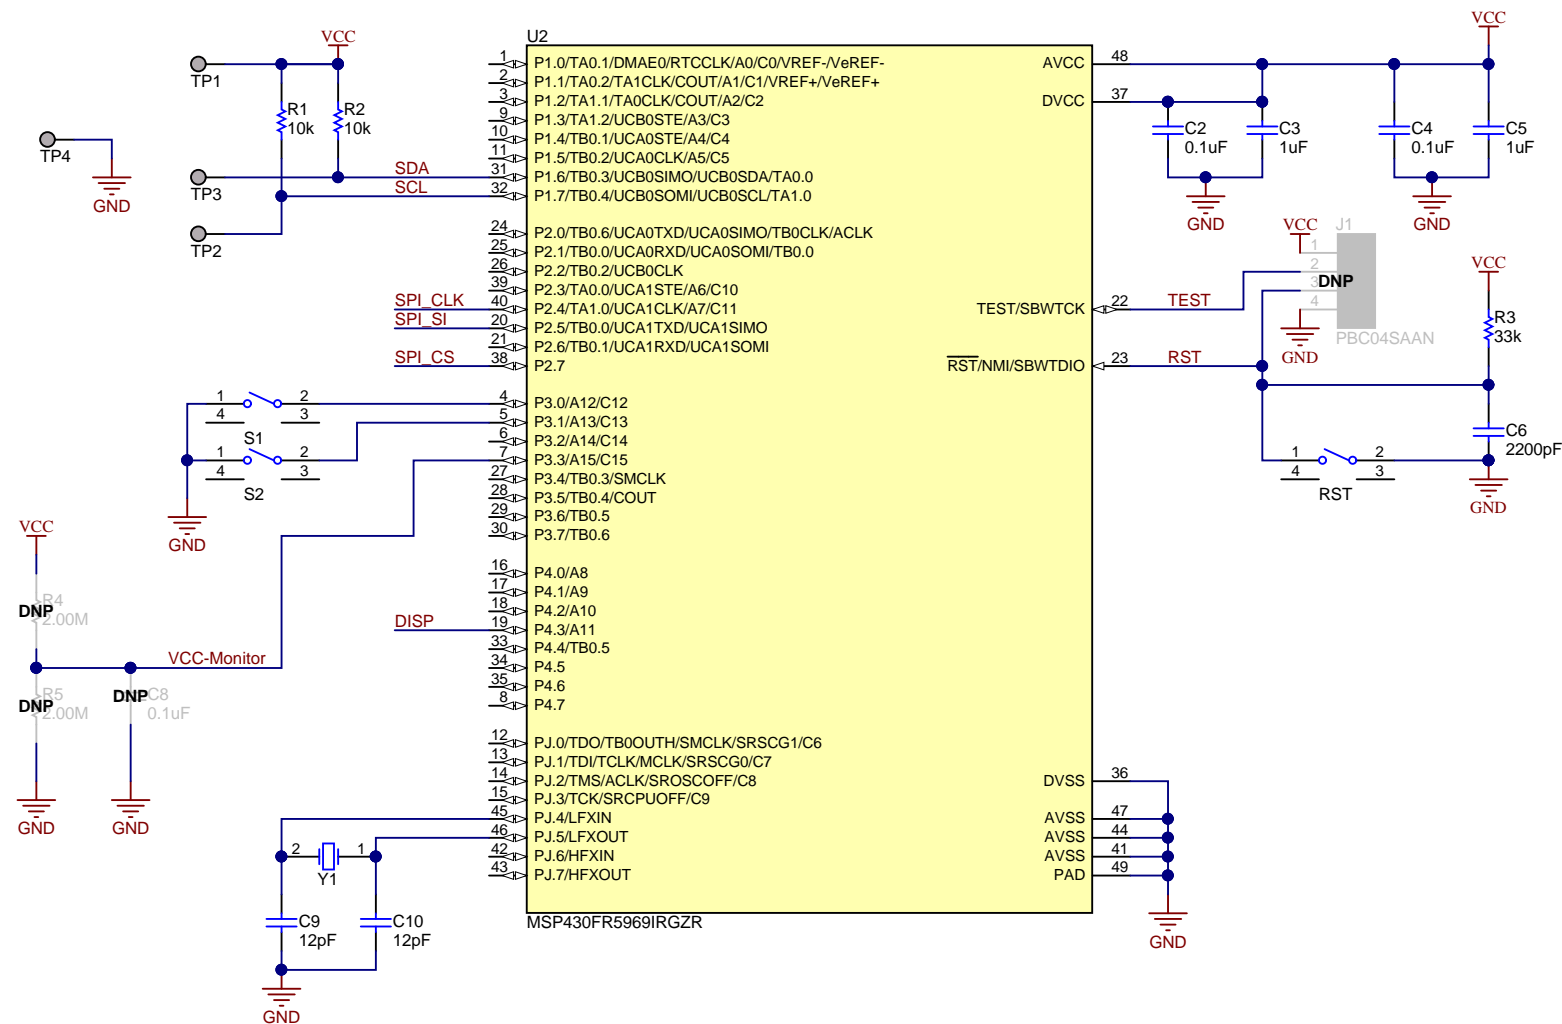 U2
VCC
TP1
R1
10k
R2
10k
TP4
GND
TP3
SDA
SCL
TP2
1 P1.0/TA0.1/DMAE0/RTCCLK/A0/C0/VREF-/VeREF-
2 P1.1/TA0.2/TA1CLK/COUT/A1/C1/VREF+/VeREF+
3 P1.2/TA1.1/TA0CLK/COUT/A2/C2
9 P1.3/TA1.2/UCB0STE/A3/C3
10 P1.4/TB0.1/UCA0STE/A4/C4
11 P1.5/TB0.2/UCA0CLK/A5/C5
31 P1.6/TB0.3/UCB0SIMO/UCB0SDA/TA0.0
32 P1.7/TB0.4/UCB0SOMI/UCB0SCL/TA1.0
24 P2.0/TB0.6/UCA0TXD/UCA0SIMO/TB0CLK/ACLK
25 P2.1/TB0.0/UCA0RXD/UCA0SOMI/TB0.0
26 P2.2/TB0.2/UCB0CLK
39 P2.3/TA0.0/UCA1STE/A6/C10
SPI_CLK 40 P2.4/TA1.0/UCA1CLK/A7/C11
SPI_SI 20 P2.5/TB0.0/UCA1TXD/UCA1SIMO
21 P2.6/TB0.1/UCA1RXD/UCA1SOMI
SPI_CS 38 P2.7
4 P3.0/A12/C12
5 P3.1/A13/C13
6 P3.2/A14/C14
7 P3.3/A15/C15
27 P3.4/TB0.3/SMCLK
28 P3.5/TB0.4/COUT
29 P3.6/TB0.5
30 P3.7/TB0.6
16 P4.0/A8
17 P4.1/A9
18 P4.2/A10
DISP 19 P4.3/A11
33 P4.4/TB0.5
34 P4.5
35 P4.6
8 P4.7
12 PJ.0/TDO/TB0OUTH/SMCLK/SRSCG1/C6
13 PJ.1/TDI/TCLK/MCLK/SRSCG0/C7
14 PJ.2/TMS/ACLK/SROSCOFF/C8
15 PJ.3/TCK/SRCPUOFF/C9
45 PJ.4/LFXIN
46 PJ.5/LFXOUT
42 PJ.6/HFXIN
43 PJ.7/HFXOUT
MSP430FR5969IRGZR
1 2
4 3
S1
1 2
4 3
S2
GND
VCC
R4
DNP
2.00M
VCC-Monitor
R5
DNP
2.00M
DNP C8
0.1uF
GND
GND
2 1
Y1
C9
12pF
C10
12pF
GND
VCC
AVCC 48
DVCC 37
C2
0.1uF
C3
1uF
C4
0.1uF
C5
1uF
GND
GND
VCC
J1
1
2
3
4
DNP
PBC04SAAN
GND
TEST/SBWTCK 22 TEST
RST/NMI/SBWTDIO 23 RST
VCC
R3
33k
C6
2200pF
1 2
4 3
RST
GND
DVSS 36
AVSS 47
AVSS 44
AVSS 41
PAD 49
GND